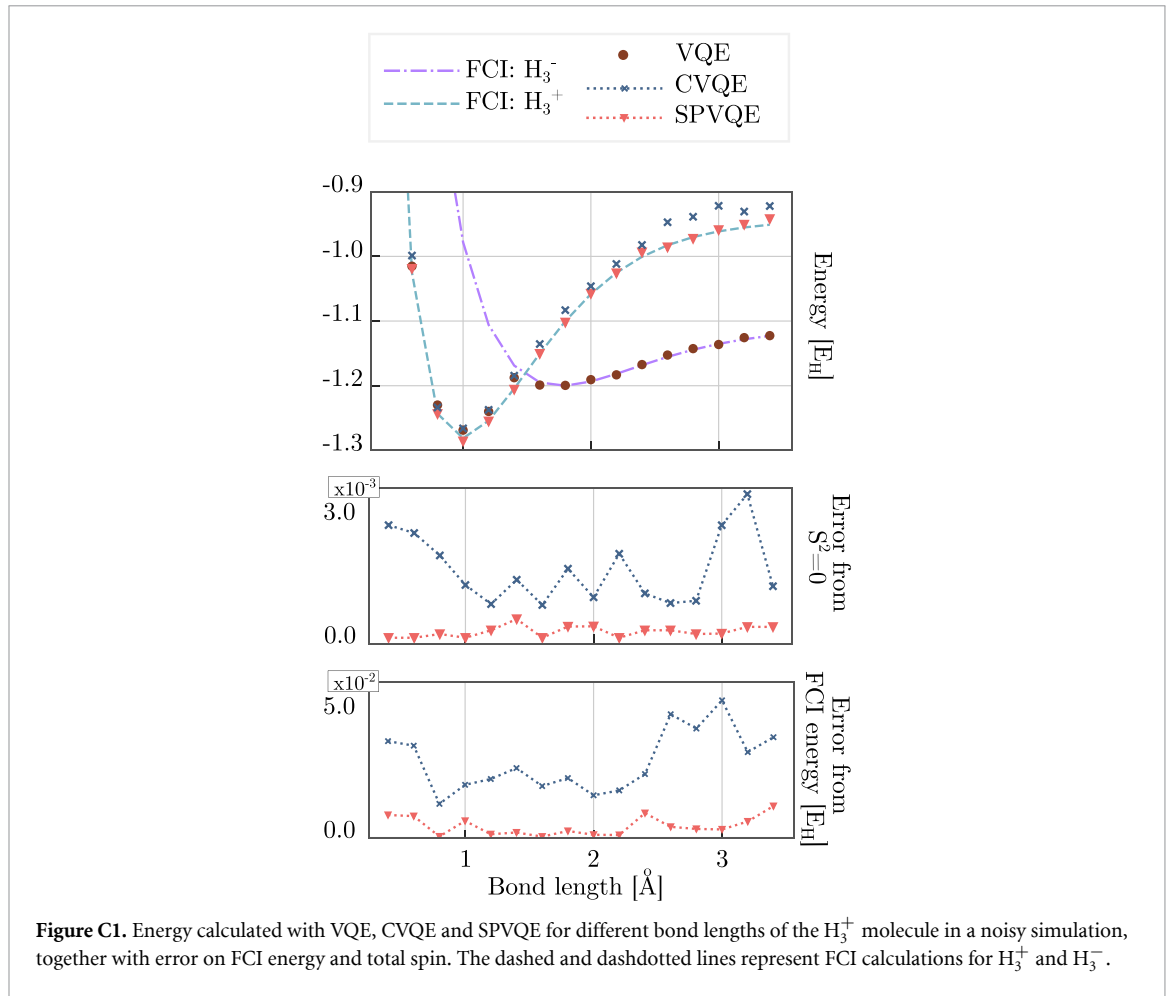 FCI: H₃⁻
FCI: H₃⁺
VQE
CVQE
SPVQE
-0.9
-1.0
-1.1
-1.2
-1.3
Energy [E_H]
x10⁻³
3.0
0.0
Error from
S²=0
x10⁻²
5.0
0.0
Error from
FCI energy [E_H]
1 2 3
Bond length [Å]
Figure C1. Energy calculated with VQE, CVQE and SPVQE for different bond lengths of the H₃⁺ molecule in a noisy simulation,
together with error on FCI energy and total spin. The dashed and dashdotted lines represent FCI calculations for H₃⁺ and H₃⁻.